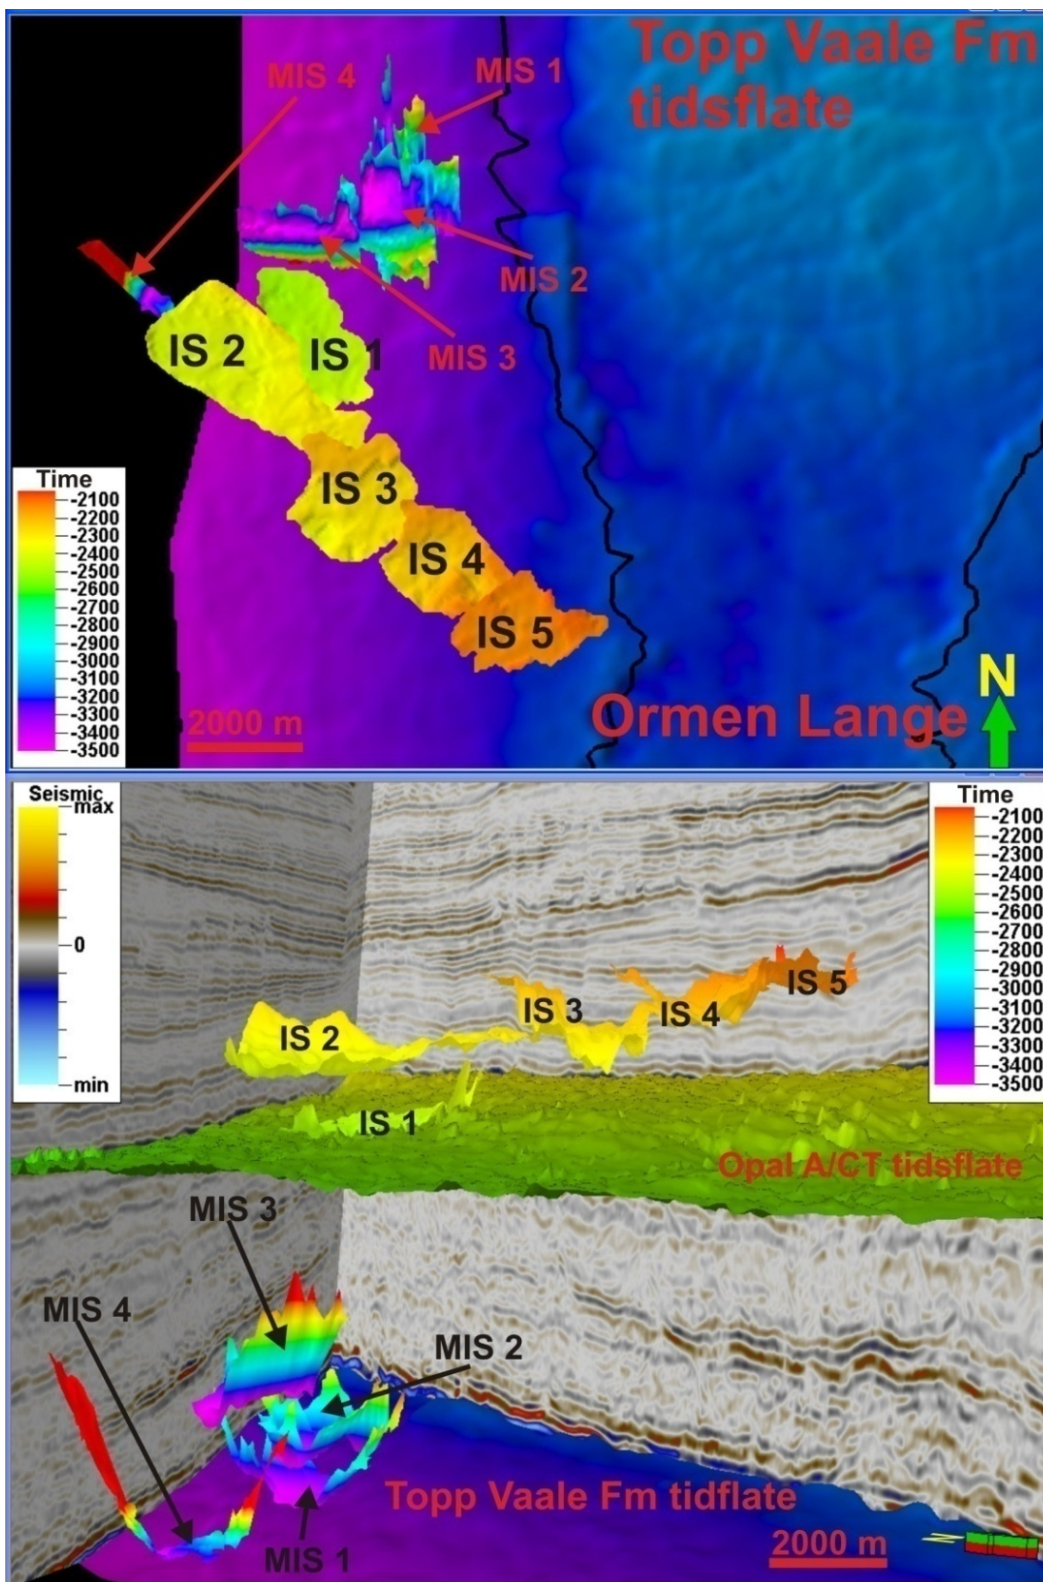 Topp Vaale Fm
tidsflate
MIS 4
MIS 1
MIS 2
MIS 3
IS 2
IS 1
IS 3
IS 4
IS 5
Time
-2100
-2200
-2300
-2500
-2600
-2700
-2800
-2900
-3000
-3100
-3200
-3300
-3400
-3500
2000 m
Ormen Lange
N
Seismic
max
0
min
Time
-2100
-2200
-2300
-2500
-2600
-2700
-2800
-2900
-3000
-3100
-3200
-3300
-3400
-3500
IS 5
IS 3
IS 4
IS 2
IS 1
Opal A/CT tidsflate
MIS 3
MIS 4
MIS 2
Topp Vaale Fm tidflate
MIS 1
2000 m